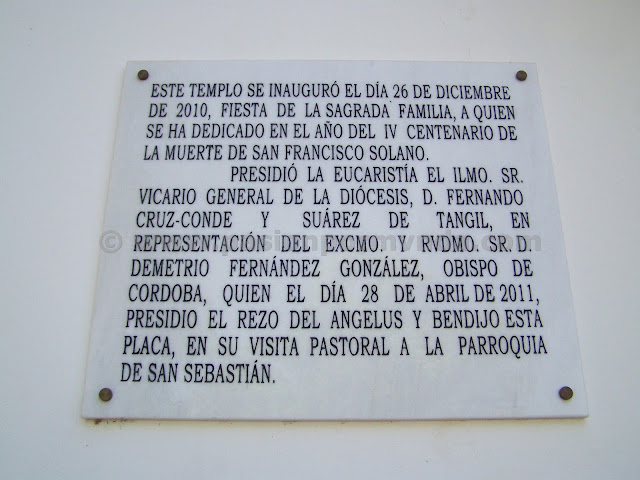 ESTE TEMPLO SE INAUGURÓ EL DÍA 26 DE DICIEMBRE
DE 2010, FIESTA DE LA SAGRADA FAMILIA, A QUIEN
SE HA DEDICADO EN EL AÑO DEL IV CENTENARIO DE
LA MUERTE DE SAN FRANCISCO SOLANO.
PRESIDIÓ LA EUCARISTÍA EL ILMO. SR.
VICARIO GENERAL DE LA DIÓCESIS, D. FERNANDO
CRUZ-CONDE Y SUÁREZ DE TANGIL, EN
REPRESENTACIÓN DEL EXCMO. Y RVDMO. SR. D.
DEMETRIO FERNÁNDEZ GONZÁLEZ, OBISPO DE
CORDOBA, QUIEN EL DÍA 28 DE ABRIL DE 2011,
PRESIDIO EL REZO DEL ANGELUS Y BENDIJO ESTA
PLACA, EN SU VISITA PASTORAL A LA PARROQUIA
DE SAN SEBASTIÁN.